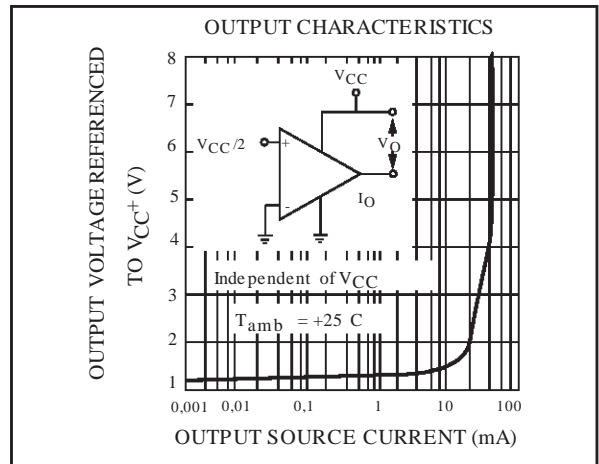 OUTPUT CHARACTERISTICS
OUTPUT VOLTAGE REFERENCED
TO VCC+ (V)
8
7
6
5
4
3
2
1
VCC
VCC/2
+
-
VO
IO
Independent of VCC
Tamb = +25 C
0,001 0,01 0,1 1 10 100
OUTPUT SOURCE CURRENT (mA)